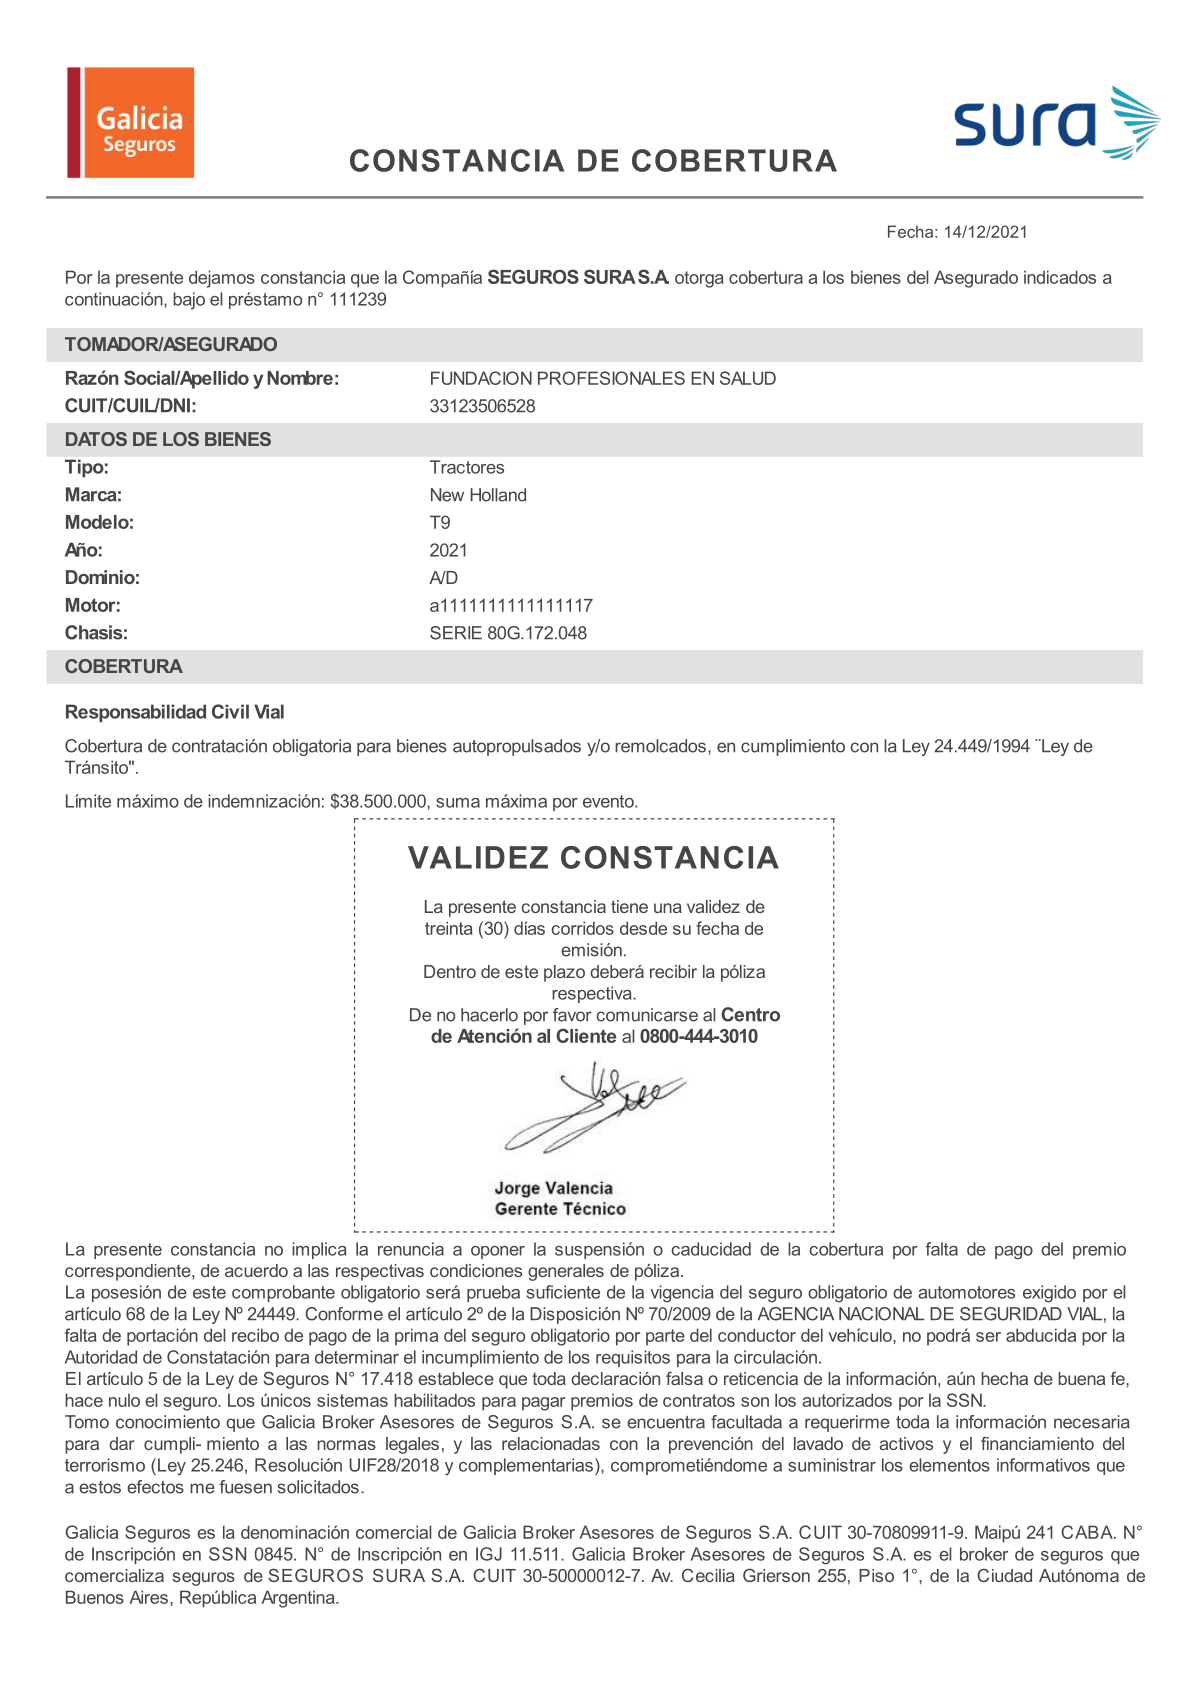 Galicia
Seguros
sura
CONSTANCIA DE COBERTURA
Fecha: 14/12/2021
Por la presente dejamos constancia que la Compañía SEGUROS SURA S.A. otorga cobertura a los bienes del Asegurado indicados a
continuación, bajo el préstamo n° 111239
TOMADOR/ASEGURADO
Razón Social/Apellido y Nombre: FUNDACION PROFESIONALES EN SALUD
CUIT/CUIL/DNI: 33123506528
DATOS DE LOS BIENES
Tipo: Tractores
Marca: New Holland
Modelo: T9
Año: 2021
Dominio: A/D
Motor: a1111111111111117
Chasis: SERIE 80G.172.048
COBERTURA
Responsabilidad Civil Vial
Cobertura de contratación obligatoria para bienes autopropulsados y/o remolcados, en cumplimiento con la Ley 24.449/1994 ¨Ley de
Tránsito".
Límite máximo de indemnización: $38.500.000, suma máxima por evento.
VALIDEZ CONSTANCIA
La presente constancia tiene una validez de
treinta (30) días corridos desde su fecha de
emisión.
Dentro de este plazo deberá recibir la póliza
respectiva.
De no hacerlo por favor comunicarse al Centro
de Atención al Cliente al 0800-444-3010
Jorge Valencia
Gerente Técnico
La presente constancia no implica la renuncia a oponer la suspensión o caducidad de la cobertura por falta de pago del premio
correspondiente, de acuerdo a las respectivas condiciones generales de póliza.
La posesión de este comprobante obligatorio será prueba suficiente de la vigencia del seguro obligatorio de automotores exigido por el
artículo 68 de la Ley Nº 24449. Conforme el artículo 2º de la Disposición Nº 70/2009 de la AGENCIA NACIONAL DE SEGURIDAD VIAL, la
falta de portación del recibo de pago de la prima del seguro obligatorio por parte del conductor del vehículo, no podrá ser abducida por la
Autoridad de Constatación para determinar el incumplimiento de los requisitos para la circulación.
El artículo 5 de la Ley de Seguros N° 17.418 establece que toda declaración falsa o reticencia de la información, aún hecha de buena fe,
hace nulo el seguro. Los únicos sistemas habilitados para pagar premios de contratos son los autorizados por la SSN.
Tomo conocimiento que Galicia Broker Asesores de Seguros S.A. se encuentra facultada a requerirme toda la información necesaria
para dar cumpli- miento a las normas legales, y las relacionadas con la prevención del lavado de activos y el financiamiento del
terrorismo (Ley 25.246, Resolución UIF28/2018 y complementarias), comprometiéndome a suministrar los elementos informativos que
a estos efectos me fuesen solicitados.
Galicia Seguros es la denominación comercial de Galicia Broker Asesores de Seguros S.A. CUIT 30-70809911-9. Maipú 241 CABA. N°
de Inscripción en SSN 0845. N° de Inscripción en IGJ 11.511. Galicia Broker Asesores de Seguros S.A. es el broker de seguros que
comercializa seguros de SEGUROS SURA S.A. CUIT 30-50000012-7. Av. Cecilia Grierson 255, Piso 1°, de la Ciudad Autónoma de
Buenos Aires, República Argentina.